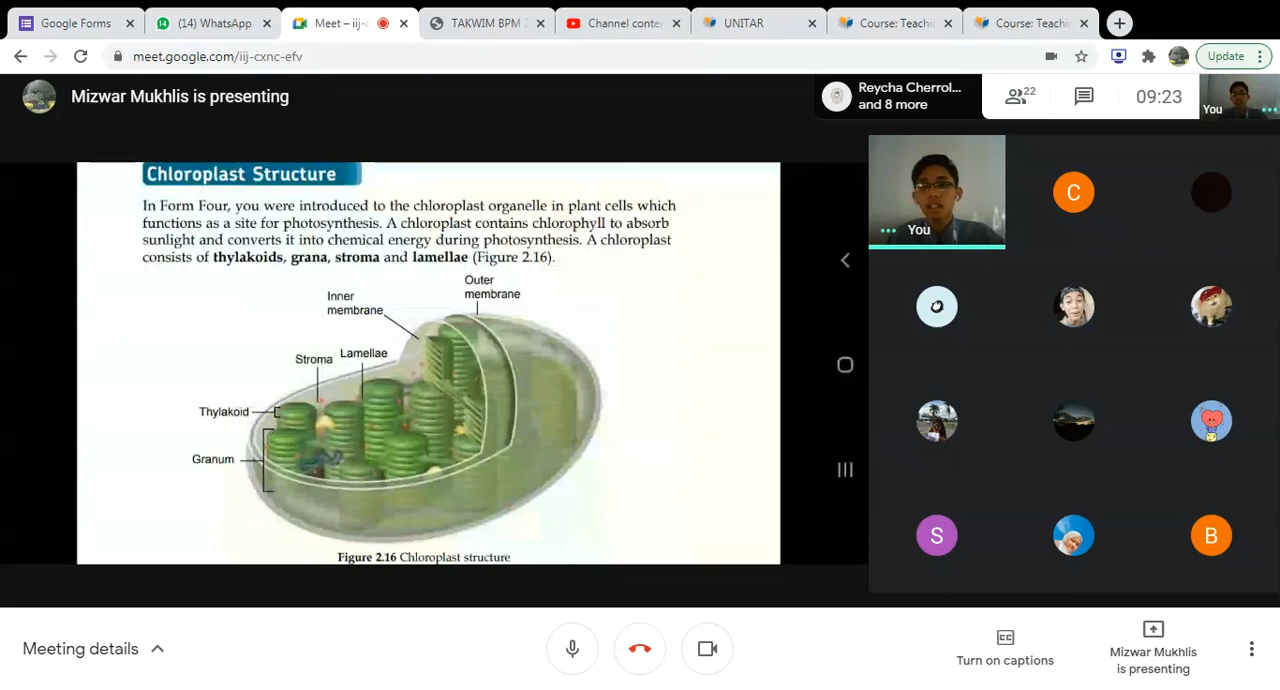 Google Forms
(14) WhatsApp
Meet – iij-c
TAKWIM BPM 2
Channel conte
UNITAR
Course: Teachi
Course: Teachi
meet.google.com/iij-cxnc-efv
Update
Mizwar Mukhlis is presenting
Reycha Cherrol...
and 8 more
22
09:23
You
Chloroplast Structure
In Form Four, you were introduced to the chloroplast organelle in plant cells which
functions as a site for photosynthesis. A chloroplast contains chlorophyll to absorb
sunlight and converts it into chemical energy during photosynthesis. A chloroplast
consists of thylakoids, grana, stroma and lamellae (Figure 2.16).
Outer
membrane
Inner
membrane
Stroma
Lamellae
Thylakoid
Granum
Figure 2.16 Chloroplast structure
You
C
S
B
Meeting details
CC
Turn on captions
Mizwar Mukhlis
is presenting